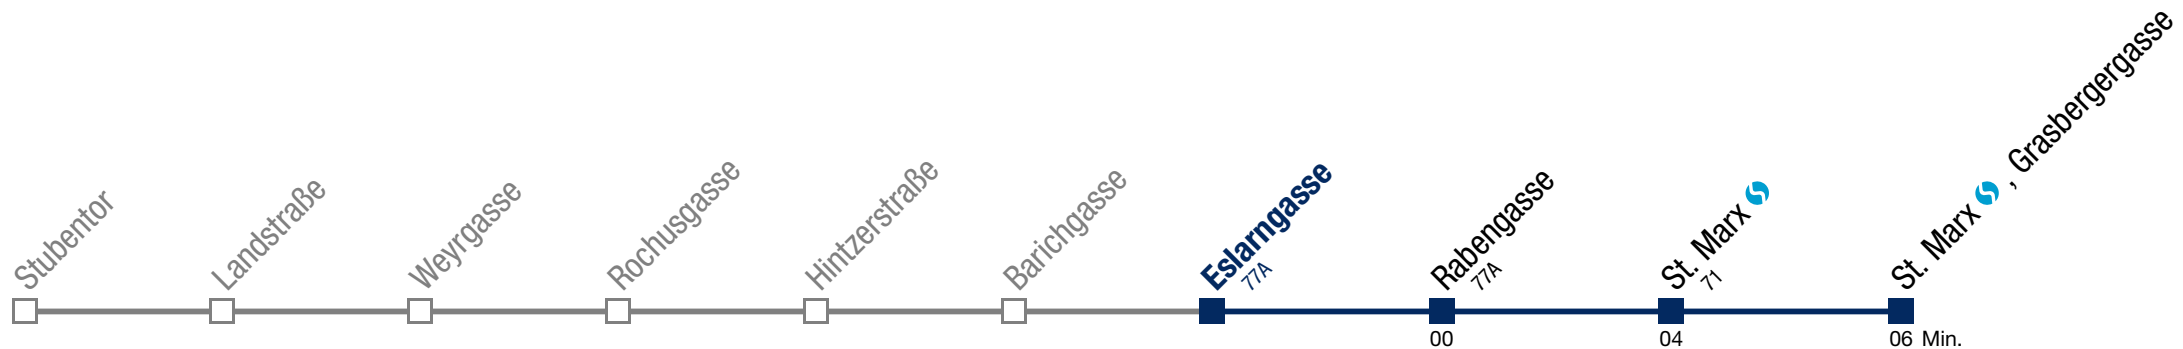 Stubentor
Landstraße
Weyrgasse
Rochusgasse
Hintzerstraße
Barichgasse
Eslarngasse
77A
Rabengasse
77A
St. Marx
71
St. Marx , Grasbergergasse
00
04
06 Min.